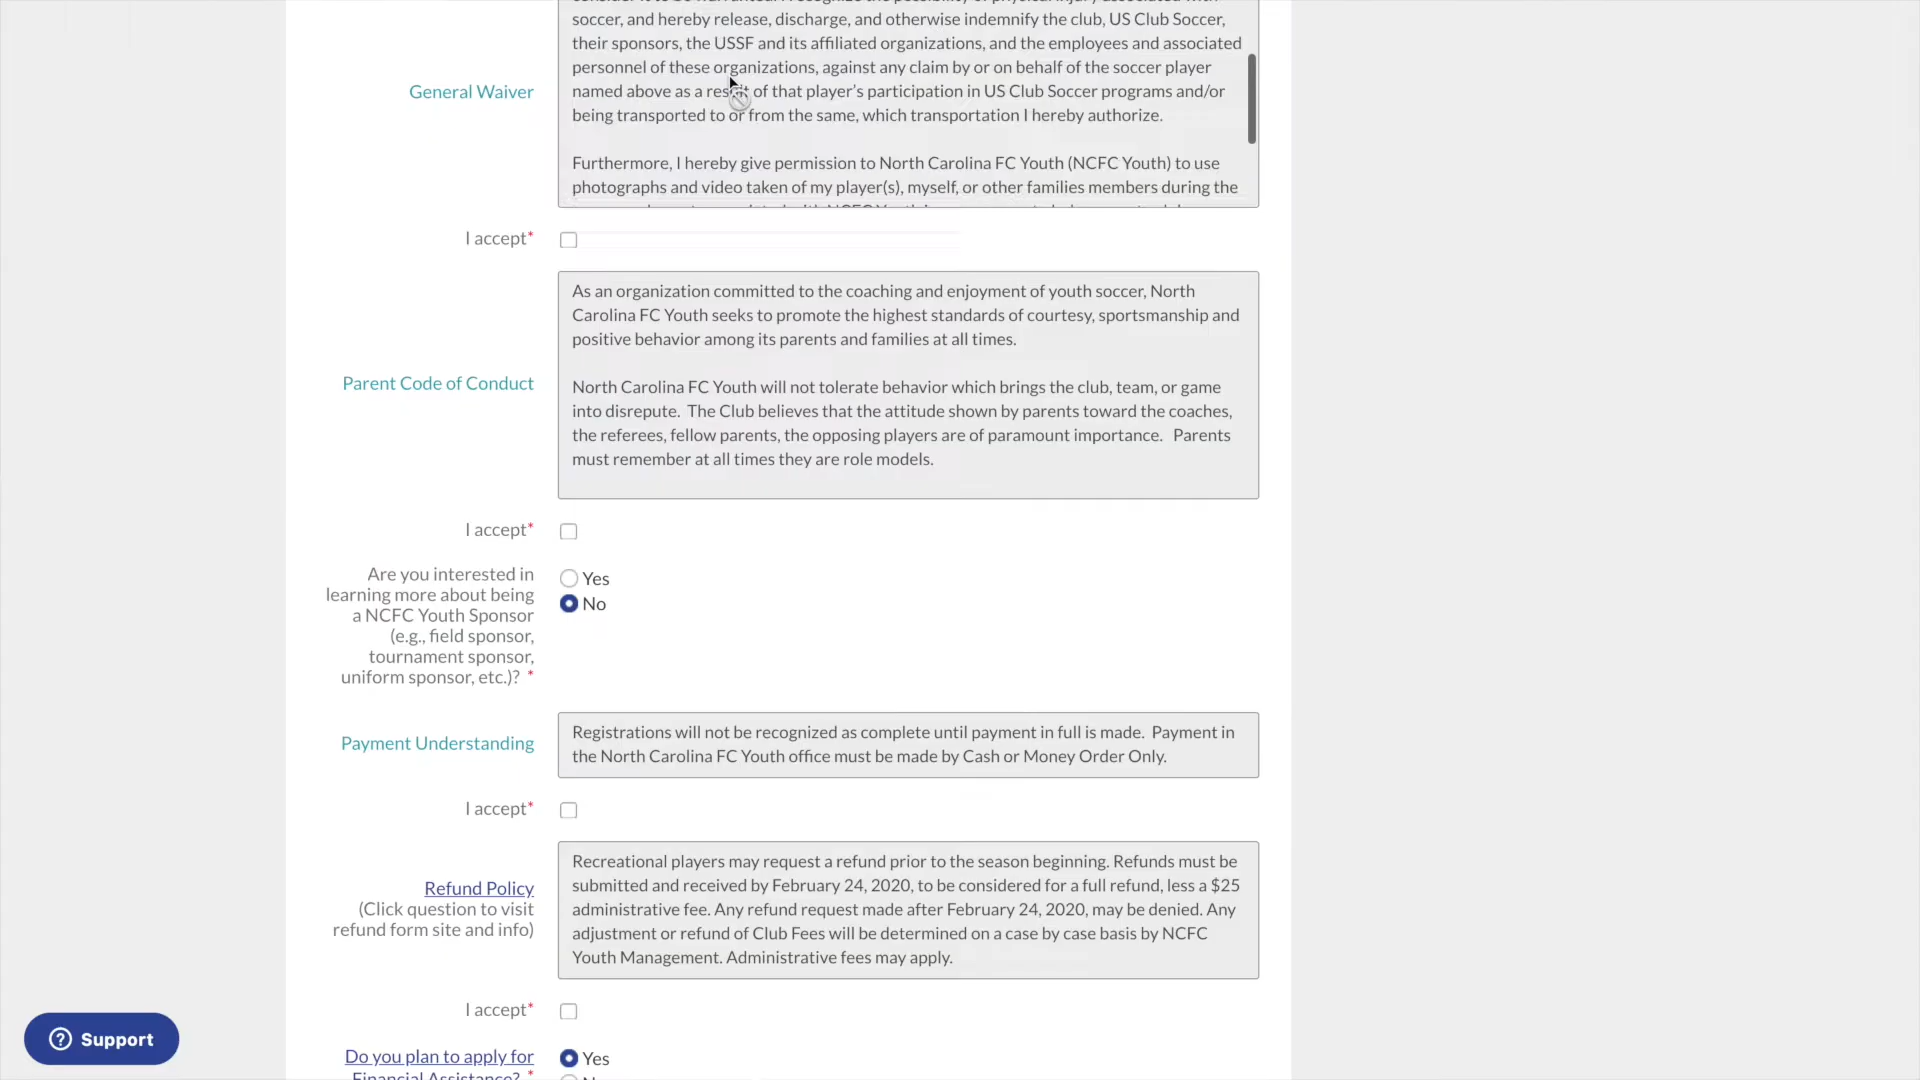 soccer, and hereby release, discharge, and otherwise indemnify the club, US Club Soccer,
their sponsors, the USSF and its affiliated organizations, and the employees and associated
personnel of these organizations, against any claim by or on behalf of the soccer player
General Waiver
named above as a result of that player's participation in US Club Soccer programs and/or
being transported to or from the same, which transportation I hereby authorize.
Furthermore, I hereby give permission to North Carolina FC Youth (NCFC Youth) to use
photographs and video taken of my player(s), myself, or other families members during the
I accept*
As an organization committed to the coaching and enjoyment of youth soccer, North
Carolina FC Youth seeks to promote the highest standards of courtesy, sportsmanship and
positive behavior among its parents and families at all times.
Parent Code of Conduct
North Carolina FC Youth will not tolerate behavior which brings the club, team, or game
into disrepute.  The Club believes that the attitude shown by parents toward the coaches,
the referees, fellow parents, the opposing players are of paramount importance.   Parents
must remember at all times they are role models.
I accept*
Are you interested in
learning more about being
a NCFC Youth Sponsor
(e.g., field sponsor,
tournament sponsor,
uniform sponsor, etc.)? *
Yes
No
Payment Understanding
Registrations will not be recognized as complete until payment in full is made.  Payment in
the North Carolina FC Youth office must be made by Cash or Money Order Only.
I accept*
Refund Policy
(Click question to visit
refund form site and info)
Recreational players may request a refund prior to the season beginning. Refunds must be
submitted and received by February 24, 2020, to be considered for a full refund, less a $25
administrative fee. Any refund request made after February 24, 2020, may be denied. Any
adjustment or refund of Club Fees will be determined on a case by case basis by NCFC
Youth Management. Administrative fees may apply.
I accept*
Do you plan to apply for
Financial Assistance? *
Yes
Support